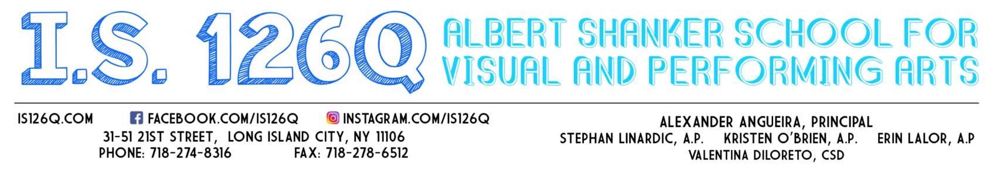 I.S. 126Q
ALBERT SHANKER SCHOOL FOR
VISUAL AND PERFORMING ARTS
IS126Q.COM FACEBOOK.COM/IS126Q INSTAGRAM.COM/IS126Q
31-51 21ST STREET, LONG ISLAND CITY, NY 11106
PHONE: 718-274-8316 FAX: 718-278-6512
ALEXANDER ANGUEIRA, PRINCIPAL
STEPHAN LINARDIC, A.P. KRISTEN O'BRIEN, A.P. ERIN LALOR, A.P
VALENTINA DILORETO, CSD